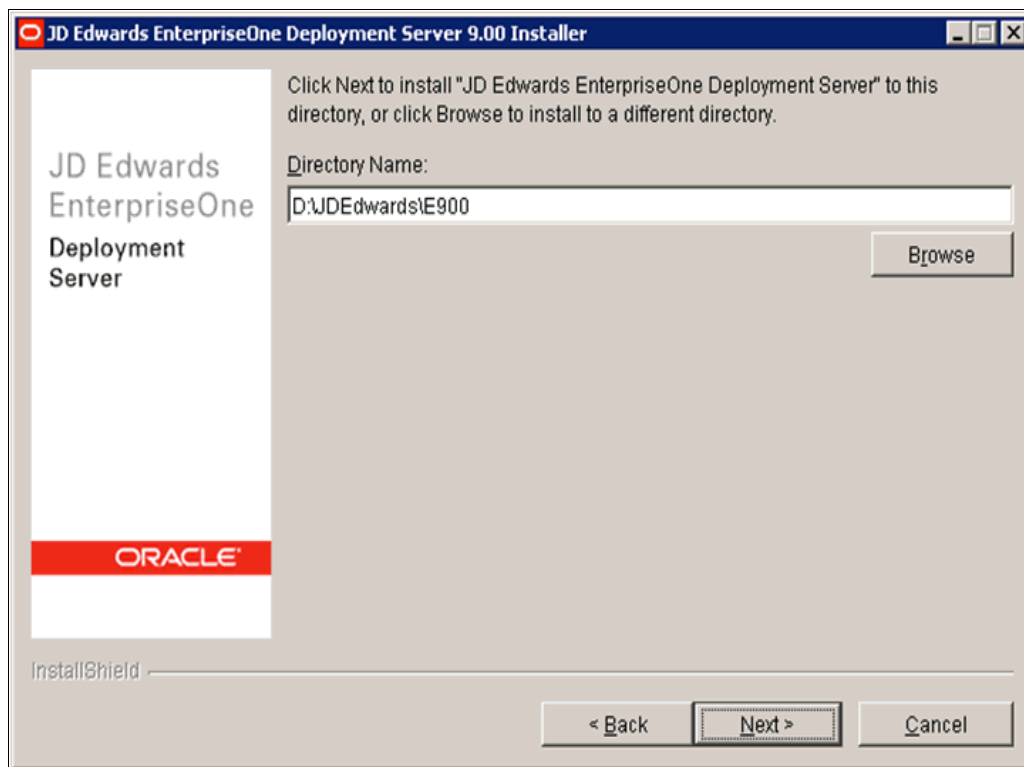 JD Edwards EnterpriseOne Deployment Server 9.00 Installer
JD Edwards
EnterpriseOne
Deployment
Server
ORACLE
Click Next to install "JD Edwards EnterpriseOne Deployment Server" to this
directory, or click Browse to install to a different directory.
Directory Name:
D:\JDEdwards\E900
Browse
InstallShield
< Back
Next >
Cancel